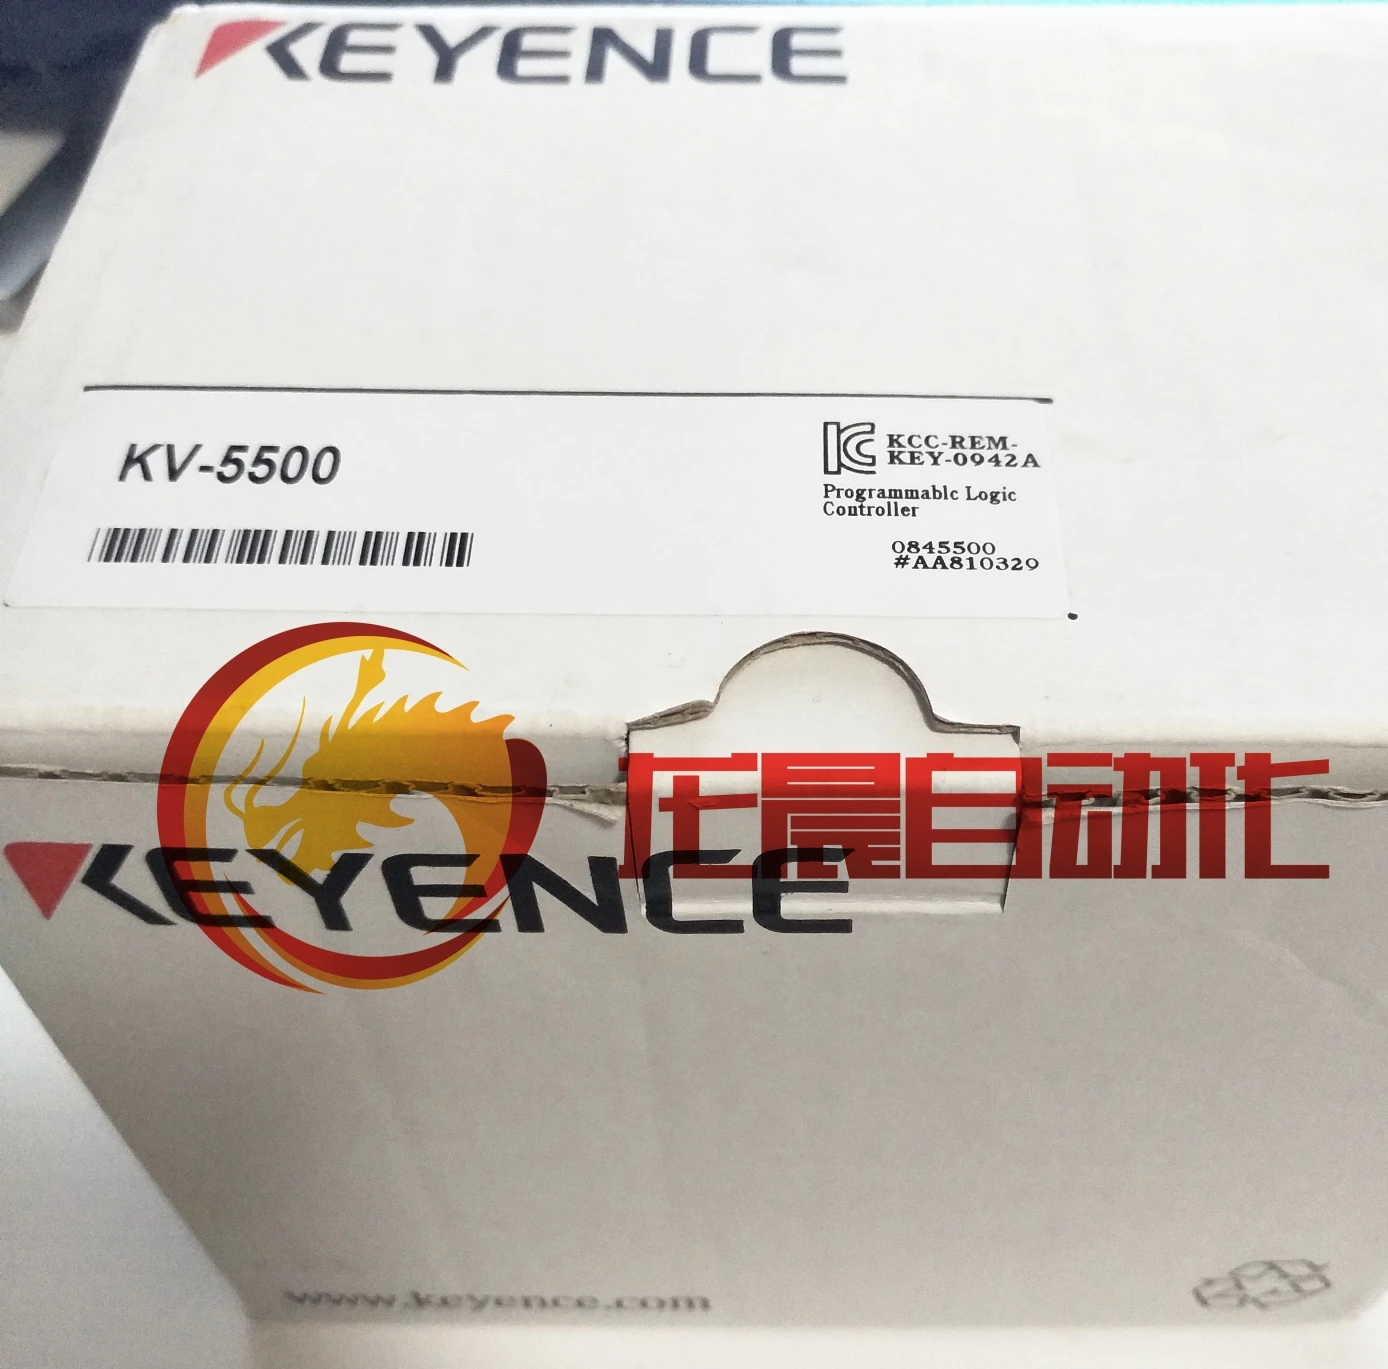 KEYENCE
KV-5500
KCC-REM-
KEY-0942A
Programmable Logic
Controller
0845500
#AA810329
龙晨自动化
KEYENCE
www.keyence.com